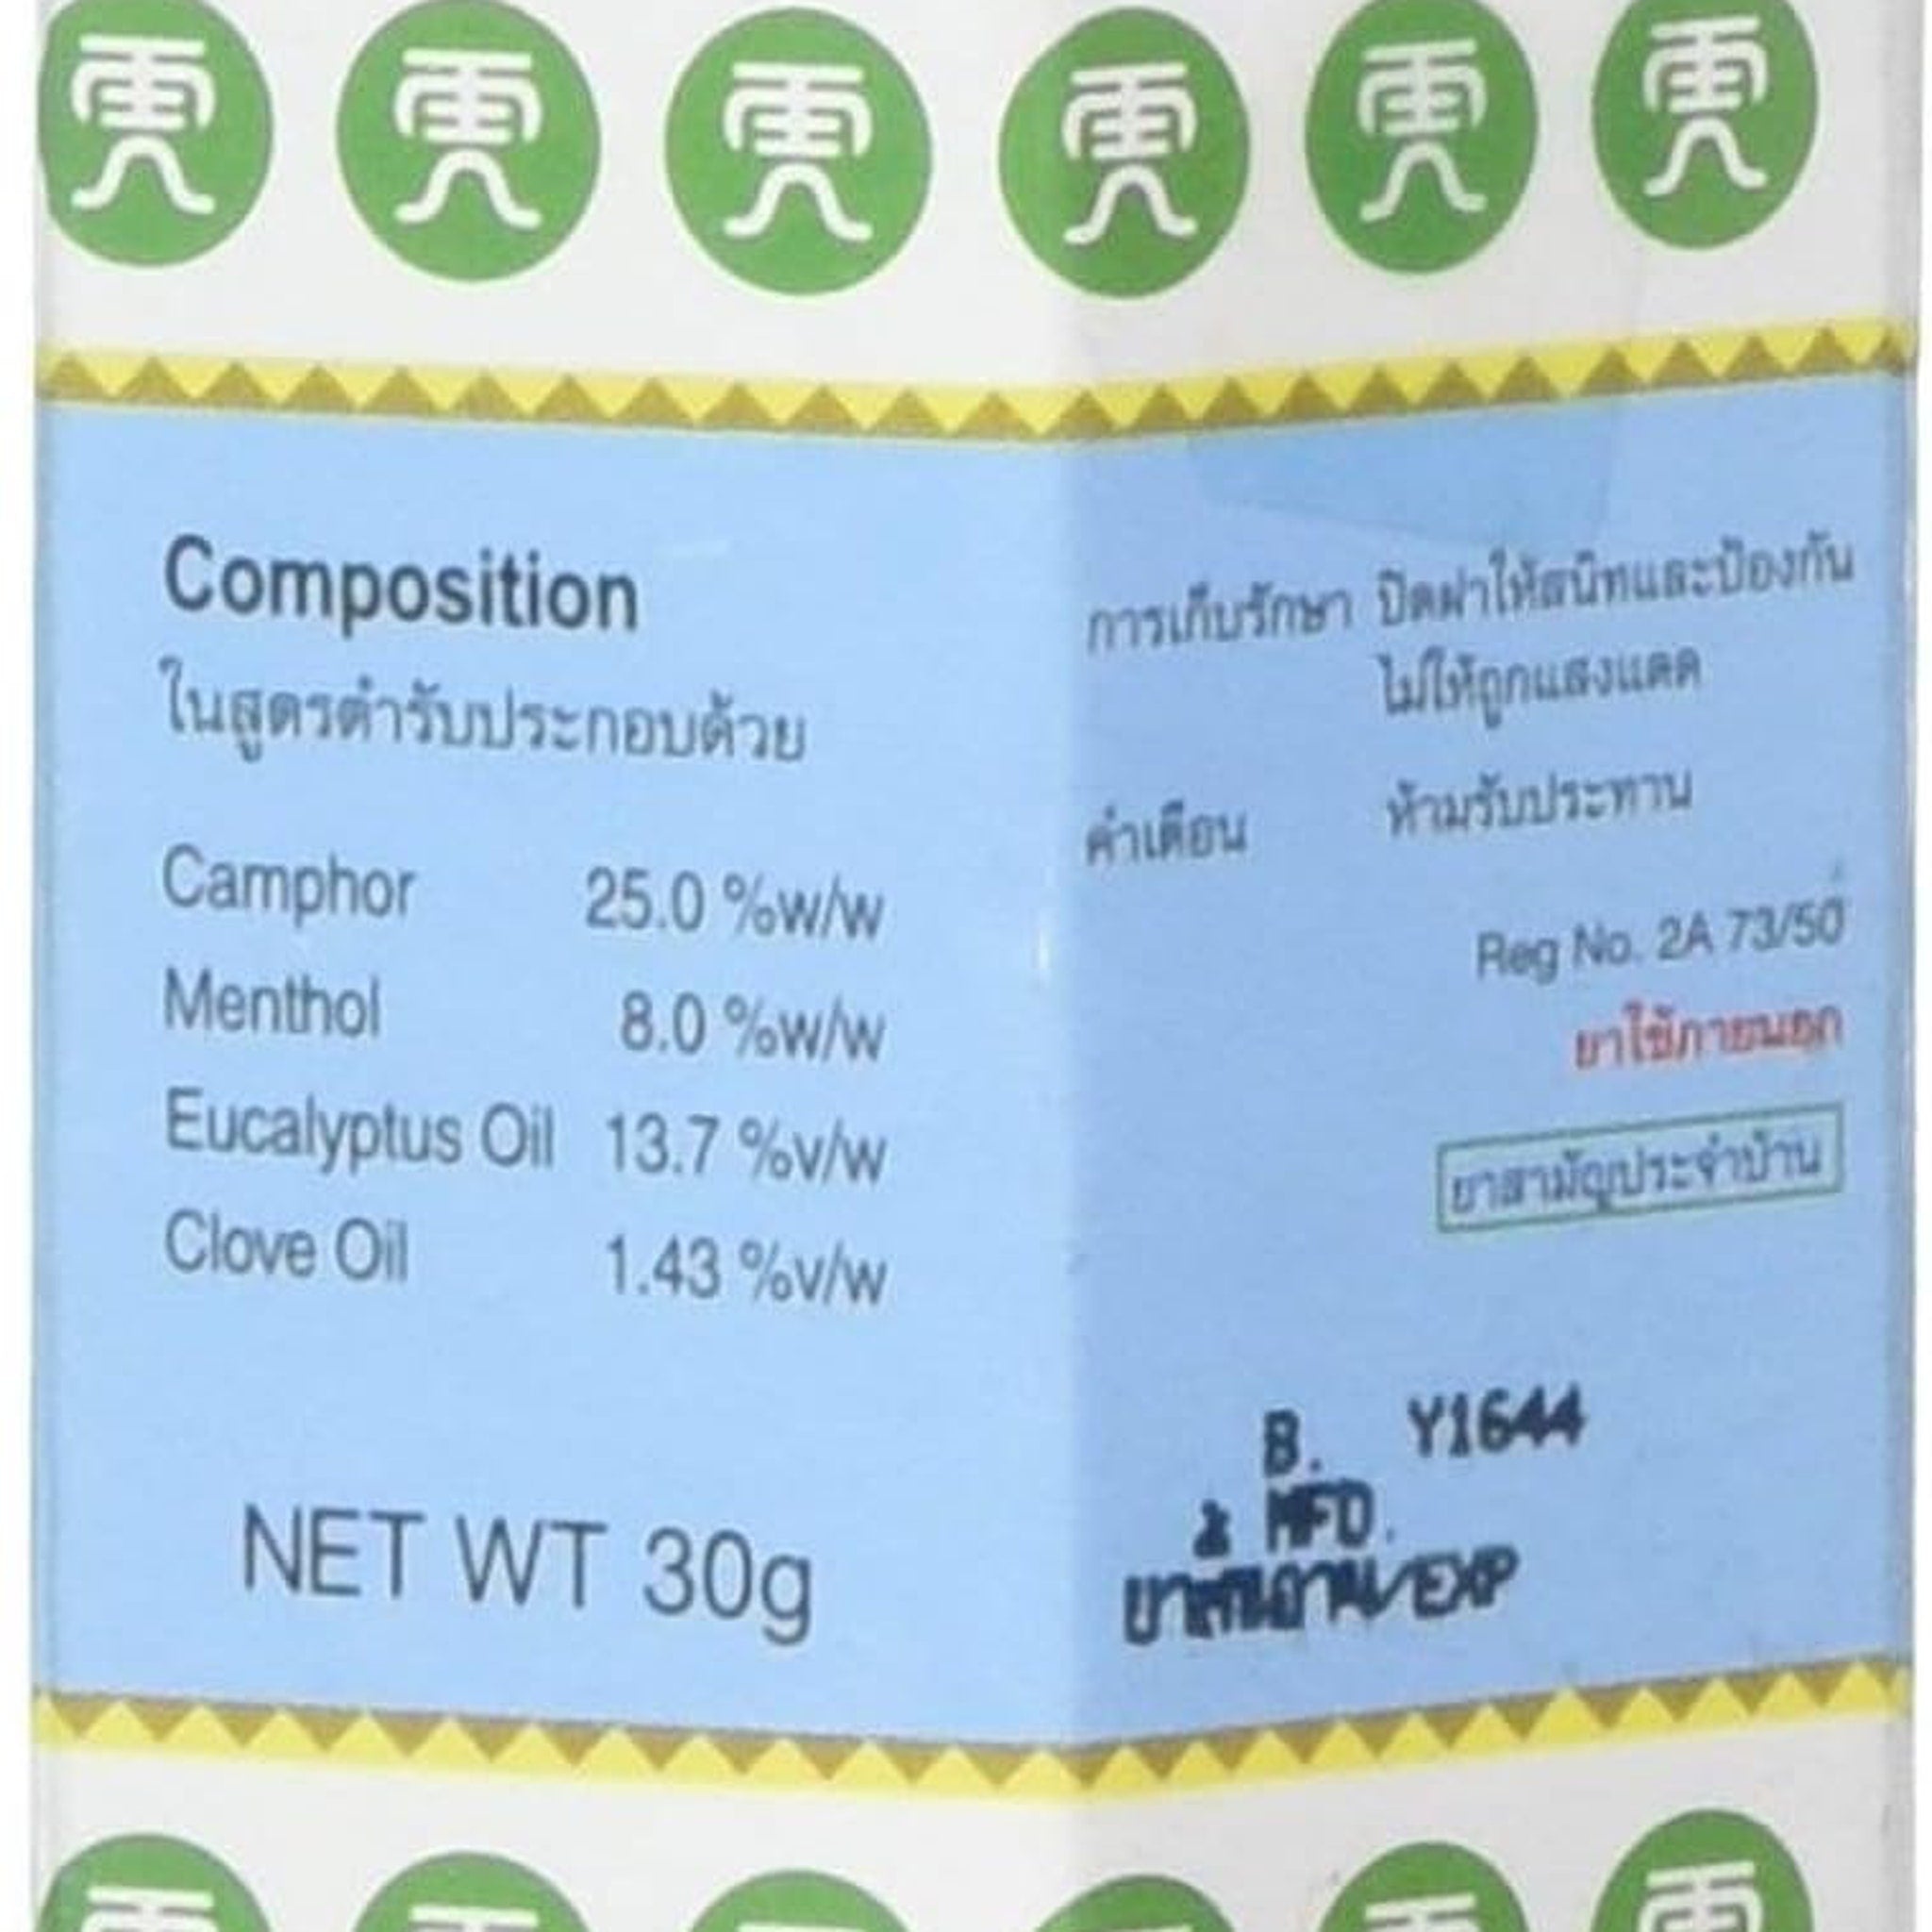 Composition
ในสูตรตำรับประกอบด้วย
Camphor 25.0 %w/w
Menthol 8.0 %w/w
Eucalyptus Oil 13.7 %v/w
Clove Oil 1.43 %v/w
NET WT 30g
การเก็บรักษา ปิดฝาให้สนิทและป้องกัน
ไม่ให้ถูกแสงแดด
คำเตือน ห้ามรับประทาน
Reg No. 2A 73/50
ยาใช้ภายนอก
ยาสามัญประจำบ้าน
B. Y1644
MFD.
EXP